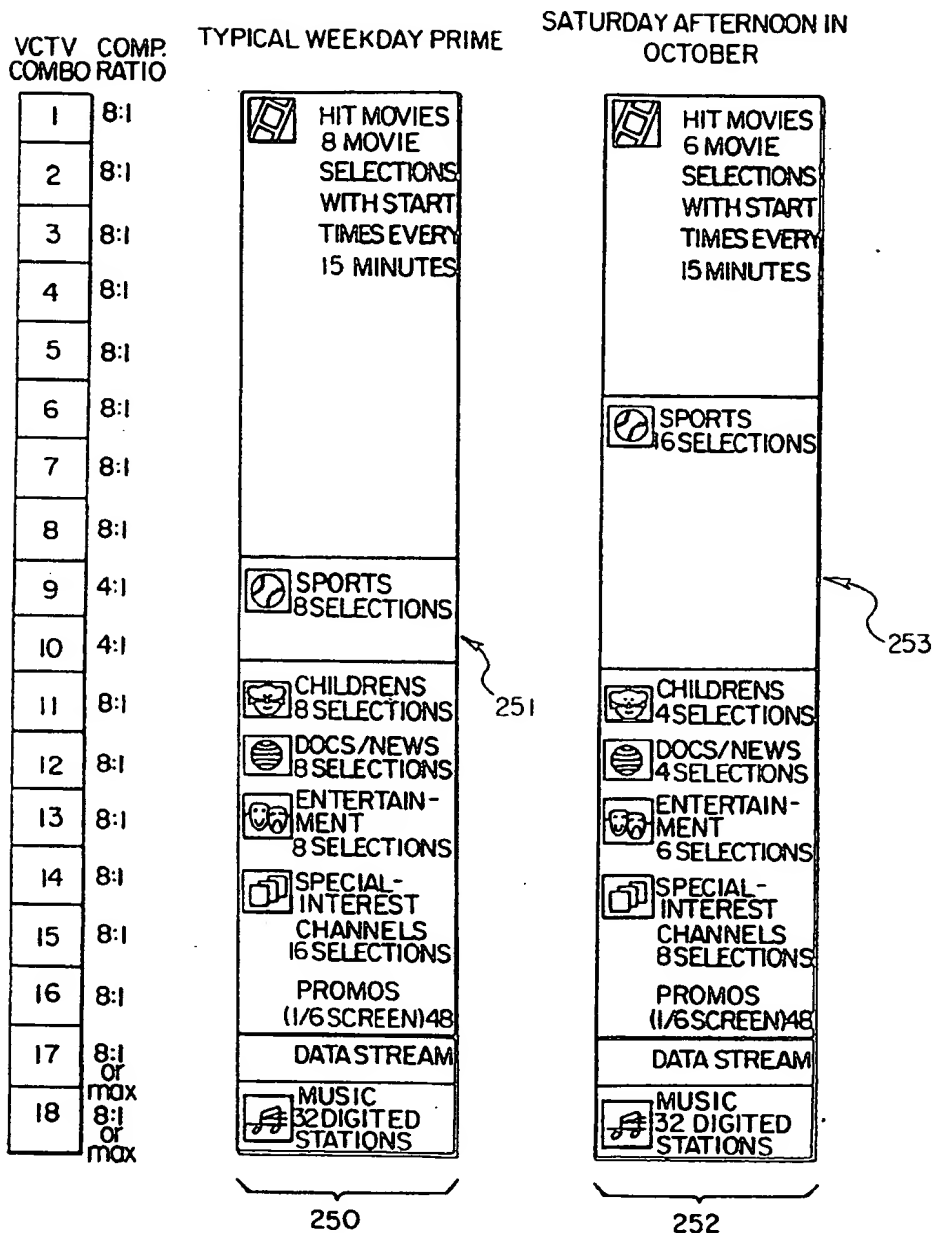 VCTV COMP.
COMBO RATIO
TYPICAL WEEKDAY PRIME
SATURDAY AFTERNOON IN
OCTOBER
1 8:1
2 8:1
3 8:1
4 8:1
5 8:1
6 8:1
7 8:1
8 8:1
9 4:1
10 4:1
11 8:1
12 8:1
13 8:1
14 8:1
15 8:1
16 8:1
17 8:1
or
max
18 8:1
or
max
HIT MOVIES
8 MOVIE
SELECTIONS
WITH START
TIMES EVERY
15 MINUTES
SPORTS
8 SELECTIONS
251
CHILDRENS
8 SELECTIONS
DOCS/NEWS
8 SELECTIONS
ENTERTAIN-
MENT
8 SELECTIONS
SPECIAL-
INTEREST
CHANNELS
16 SELECTIONS
PROMOS
(1/6 SCREEN) 48
DATA STREAM
MUSIC
32 DIGITED
STATIONS
250
HIT MOVIES
6 MOVIE
SELECTIONS
WITH START
TIMES EVERY
15 MINUTES
SPORTS
16 SELECTIONS
253
CHILDRENS
4 SELECTIONS
DOCS/NEWS
4 SELECTIONS
ENTERTAIN-
MENT
6 SELECTIONS
SPECIAL-
INTEREST
CHANNELS
8 SELECTIONS
PROMOS
(1/6 SCREEN) 48
DATA STREAM
MUSIC
32 DIGITED
STATIONS
252